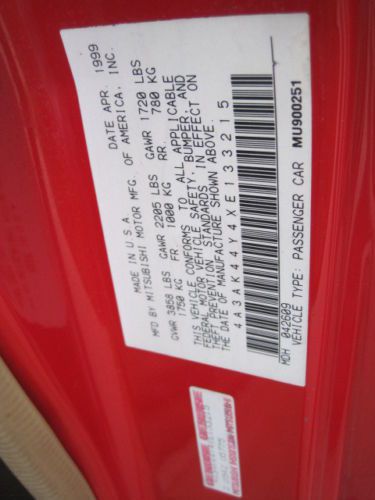 MADE IN U S A DATE APR. 1999
MFD BY MITSUBISHI MOTOR MFG. OF AMERICA, INC.
GVWR 3858 LBS GAWR 2205 LBS GAWR 1720 LBS
1750 KG FR. 1000 KG RR. 780 KG
THIS VEHICLE CONFORMS TO ALL APPLICABLE
FEDERAL MOTOR VEHICLE SAFETY, BUMPER, AND
THEFT PREVENTION STANDARDS IN EFFECT ON
THE DATE OF MANUFACTURE SHOWN ABOVE.
4A3AK44Y4XE133215
MDH 042609 MU900251
VEHICLE TYPE: PASSENGER CAR